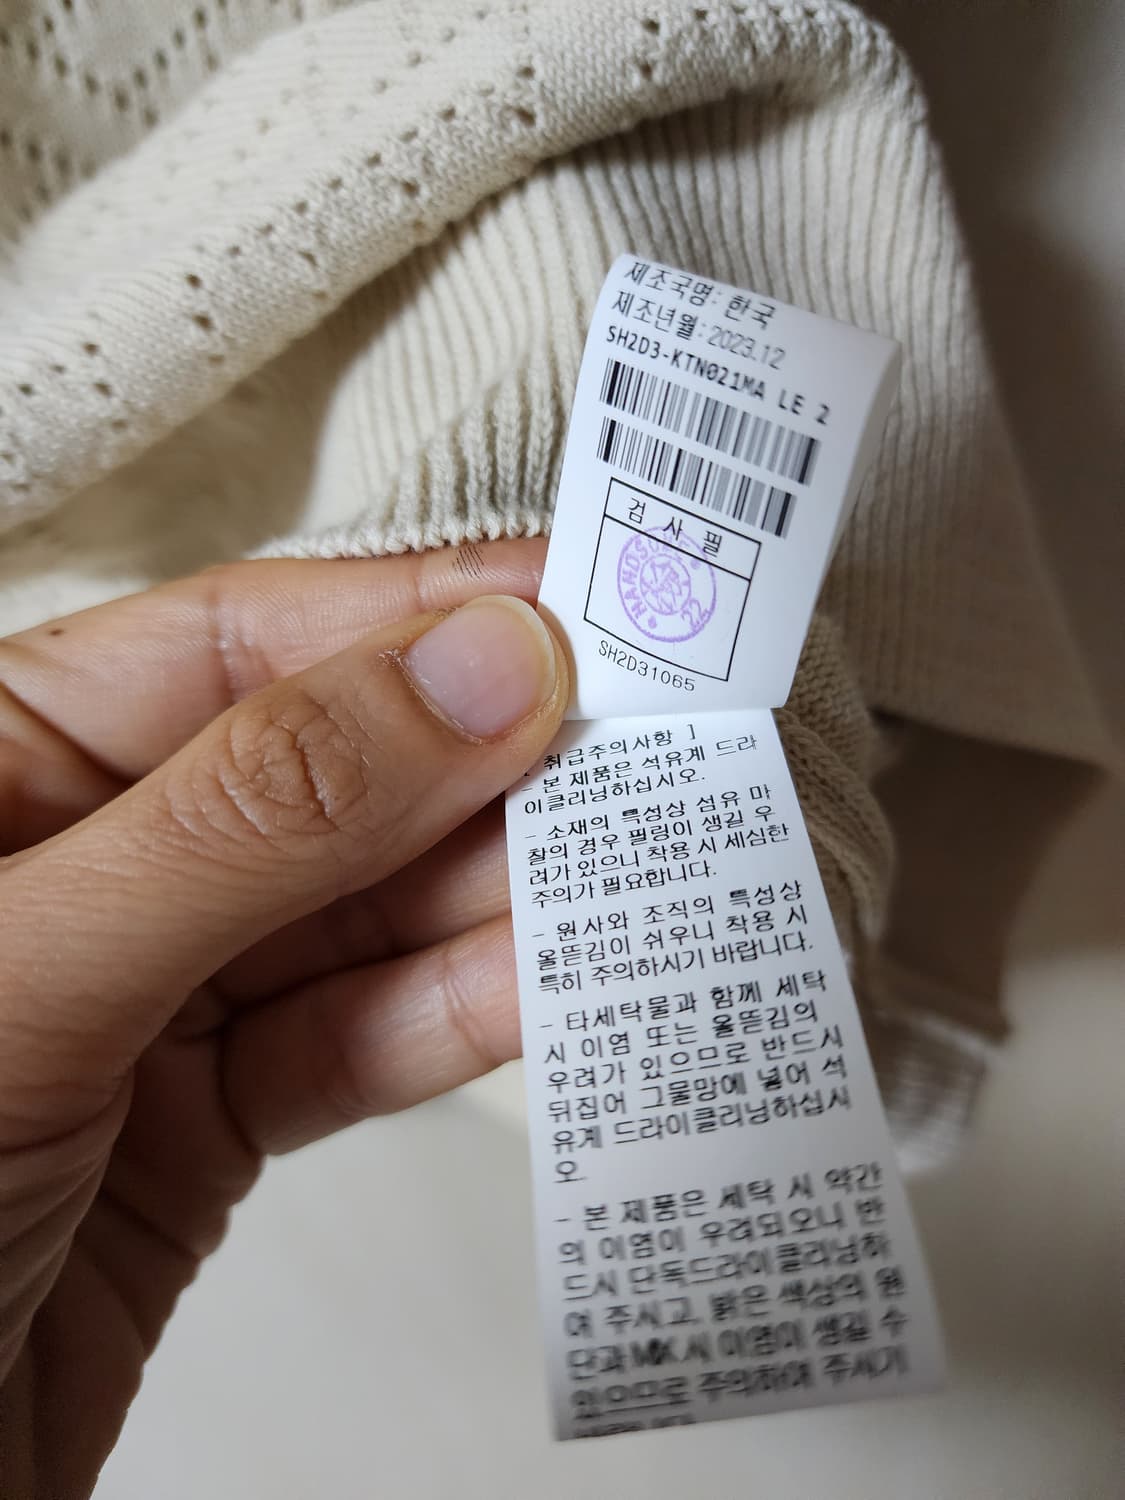 제조국명: 한국
제조년월: 2023.12
SH2D3-KTN021MA LE 2
검 사 필
HANDSOME
22
SH2D31065
취급주의사항 ]
- 본 제품은 석유계 드라
이클리닝하십시오.
- 소재의 특성상 섬유 마
찰의 경우 필링이 생길 우
려가 있으니 착용 시 세심한
주의가 필요합니다.
- 원사와 조직의 특성상
올뜯김이 쉬우니 착용 시
특히 주의하시기 바랍니다.
- 타세탁물과 함께 세탁
시 이염 또는 올뜯김의
우려가 있으므로 반드시
뒤집어 그물망에 넣어 석
유계 드라이클리닝하십시
오.
- 본 제품은 세탁 시 약간
의 이염이 우려되오니 반
드시 단독드라이클리닝하
여 주시고, 밝은 색상의 원
단과 MIX 시 이염이 생길 수
있으므로 주의하여 주시기